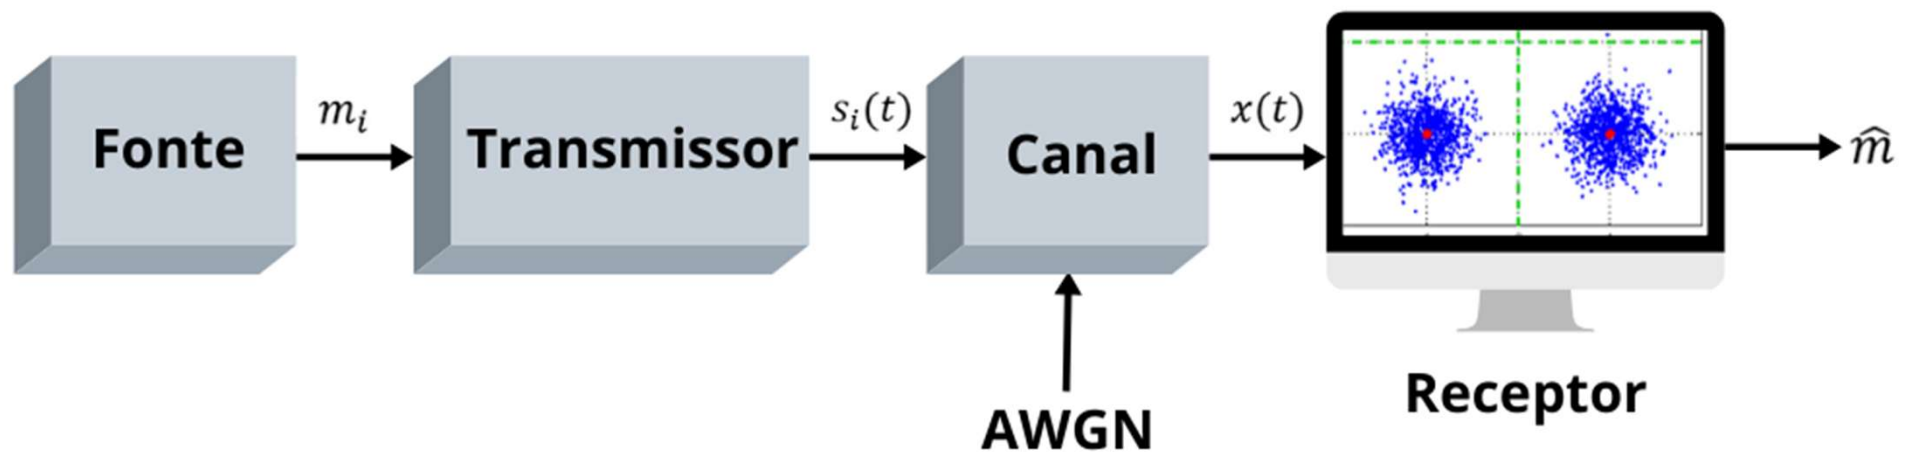 Fonte
m_i
Transmissor
s_i(t)
Canal
x(t)
m̂
AWGN
Receptor